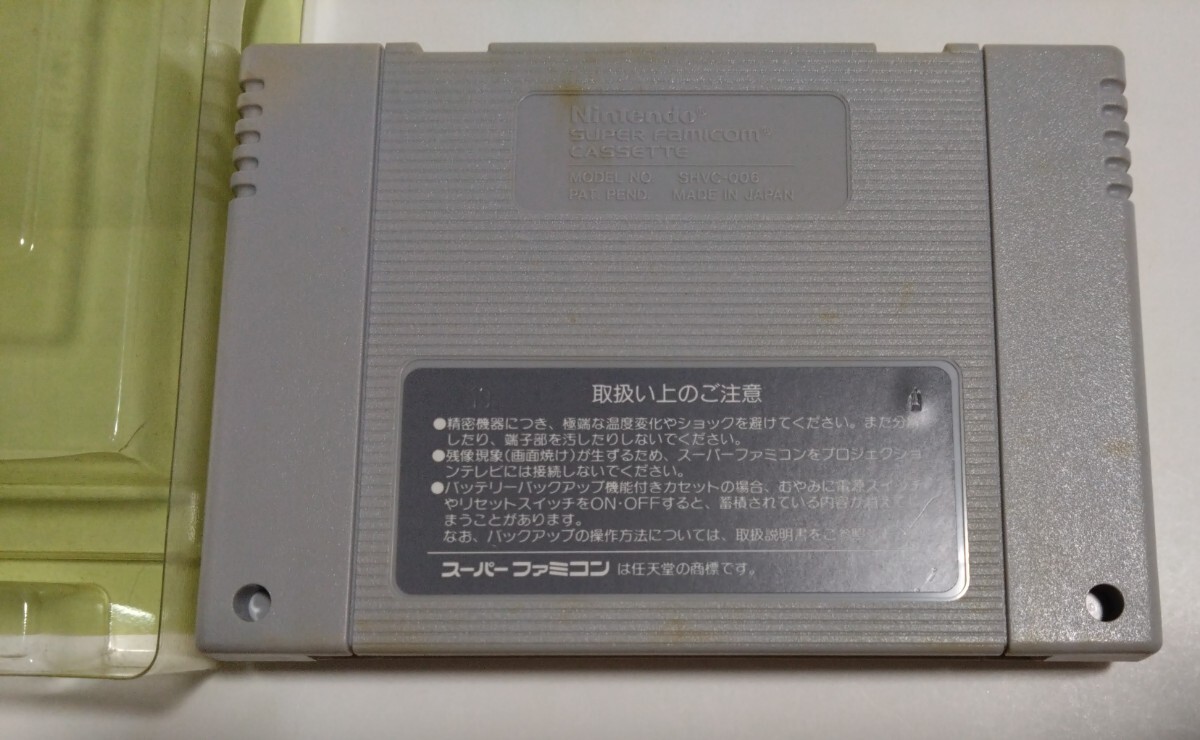 Nintendo
SUPER FAMICOM
CASSETTE
MODEL NO. SHVC-006
PAT PEND. MADE IN JAPAN
取扱い上のご注意
●精密機器につき、極端な温度変化やショックを避けてください。また分解
したり、端子部を汚したりしないでください。
●残像現象(画面焼け)が生ずるため、スーパーファミコンをプロジェクショ
ンテレビには接続しないでください。
●バッテリーバックアップ機能付きカセットの場合、むやみに電源スイッ
やリセットスイッチをON・OFFすると、蓄積されている内容が
まうことがあります。
なお、バックアップの操作方法については、取扱説明書をご参照
スーパーファミコン は任天堂の商標です。